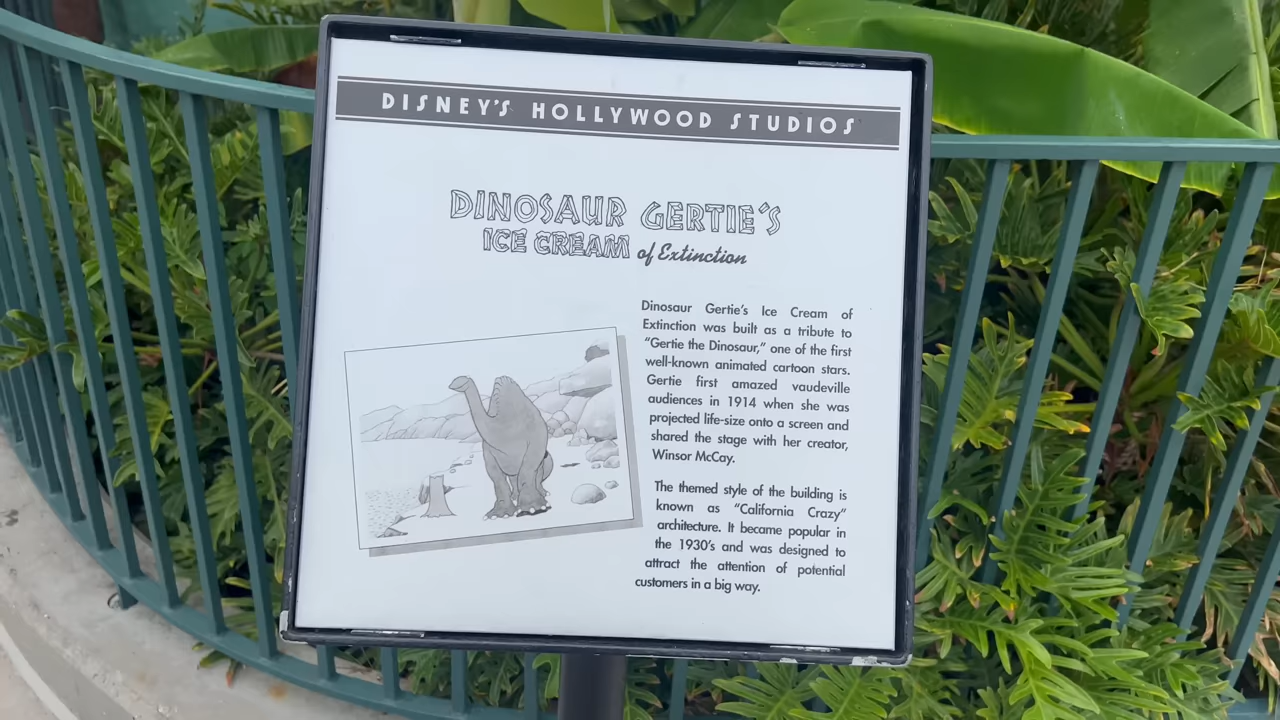 DISNEY'S HOLLYWOOD STUDIOS
DINOSAUR GERTIE'S
ICE CREAM of Extinction
Dinosaur Gertie's Ice Cream of
Extinction was built as a tribute to
"Gertie the Dinosaur," one of the first
well-known animated cartoon stars.
Gertie first amazed vaudeville
audiences in 1914 when she was
projected life-size onto a screen and
shared the stage with her creator,
Winsor McCay.
The themed style of the building is
known as "California Crazy"
architecture. It became popular in
the 1930's and was designed to
attract the attention of potential
customers in a big way.